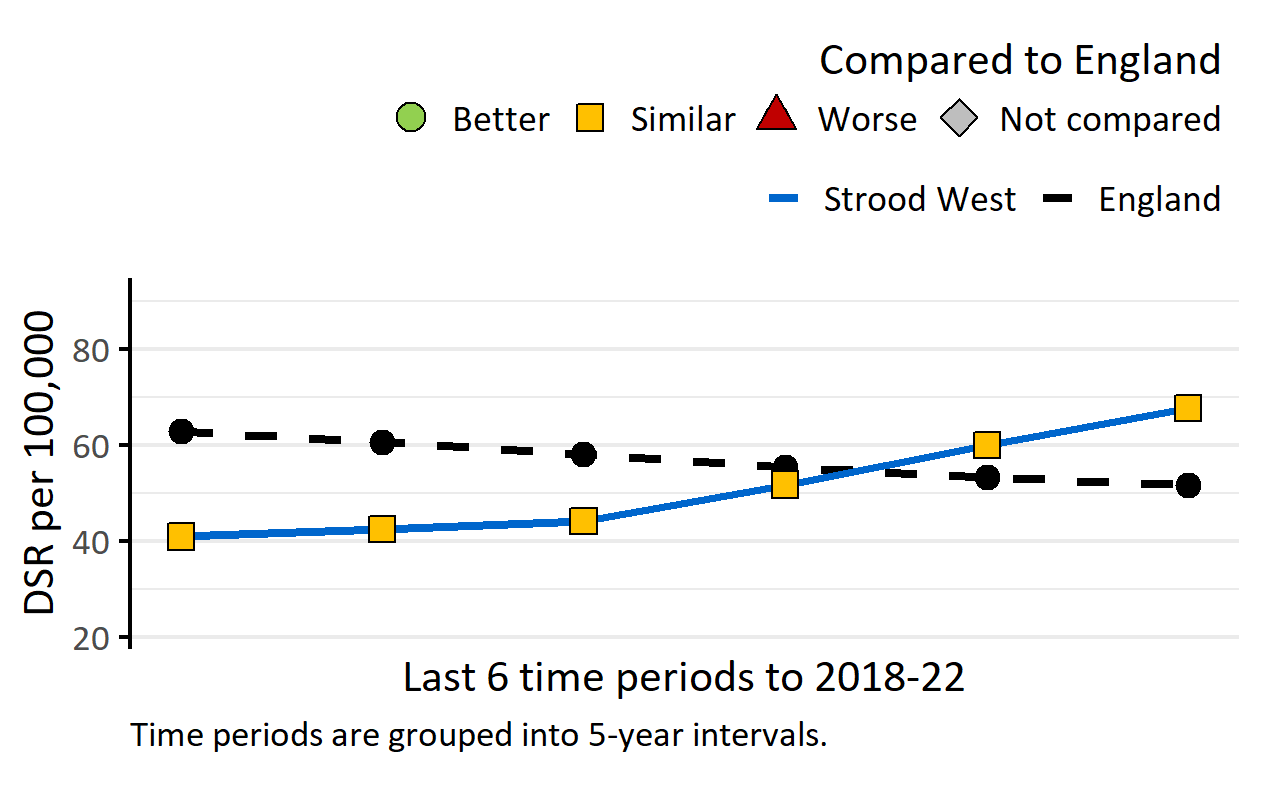 Compared to England
Better Similar Worse Not compared
Strood West England
DSR per 100,000
80
60
40
20
Last 6 time periods to 2018-22
Time periods are grouped into 5-year intervals.